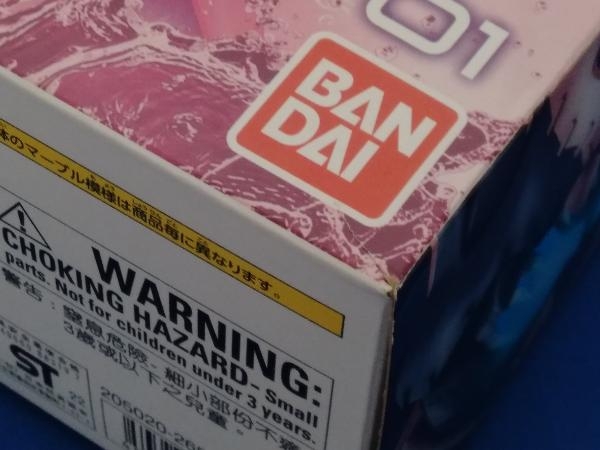 01
BAN
DAI
体のマーブル模様は商品毎に異なります。
WARNING:
CHOKING HAZARD - Small
parts. Not for children under 3 years.
警告：窒息危險－細小部份不適
3歲或以下之兒童。
ST
22
205020-26